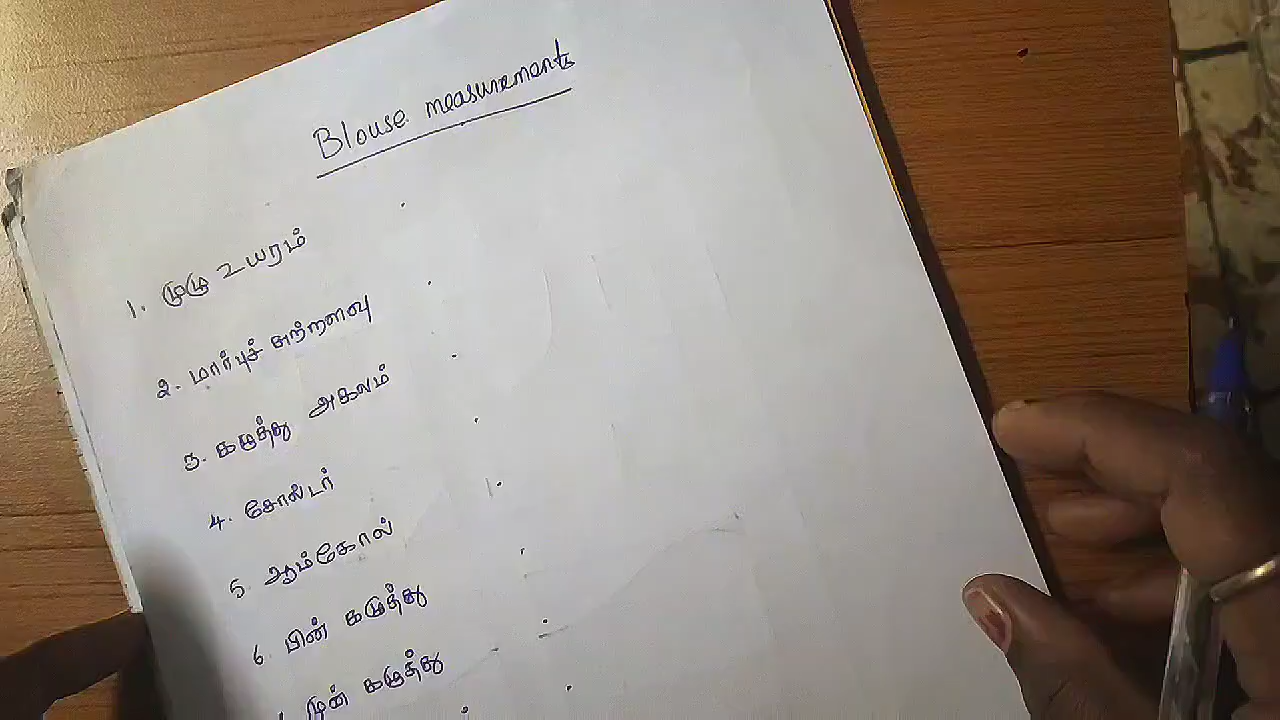 Blouse measurements
1. முழு உயரம்
2. மார்புச் சுற்றளவு
3. கழுத்து அகலம்
4. சோல்டர்
5. ஆம்கோல்
6. பின் கழுத்து
முன் கழுத்து